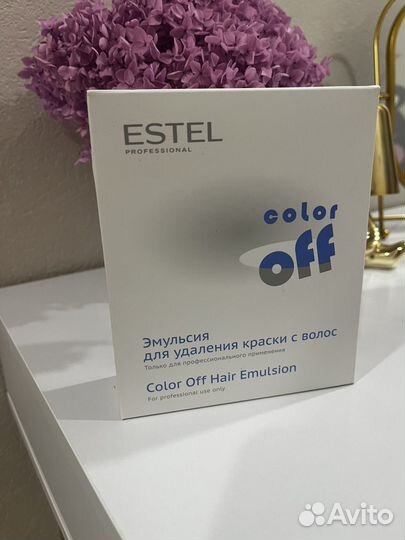 ESTEL
PROFESSIONAL
color
off
Эмульсия
для удаления краски с волос
Только для профессионального применения
Color Off Hair Emulsion
For professional use only
Avito